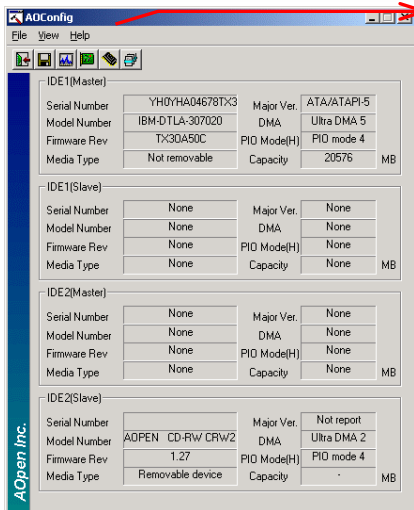 AOConfig
File View Help
IDE1(Master)
Serial Number YH0YHA04678TX3 Major Ver. ATA/ATAPI-5
Model Number IBM-DTLA-307020 DMA Ultra DMA 5
Firmware Rev TX3OA50C PIO Mode(H) PIO mode 4
Media Type Not removable Capacity 20576 MB
IDE1(Slave)
Serial Number None Major Ver. None
Model Number None DMA None
Firmware Rev None PIO Mode(H) None
Media Type None Capacity None MB
IDE2(Master)
Serial Number None Major Ver. None
Model Number None DMA None
Firmware Rev None PIO Mode(H) None
Media Type None Capacity None MB
IDE2(Slave)
Serial Number Major Ver. Not report
Model Number AOPEN CD-RW CRW2 DMA Ultra DMA 2
Firmware Rev 1.27 PIO Mode(H) PIO mode 4
Media Type Removable device Capacity - MB
AOpen Inc.